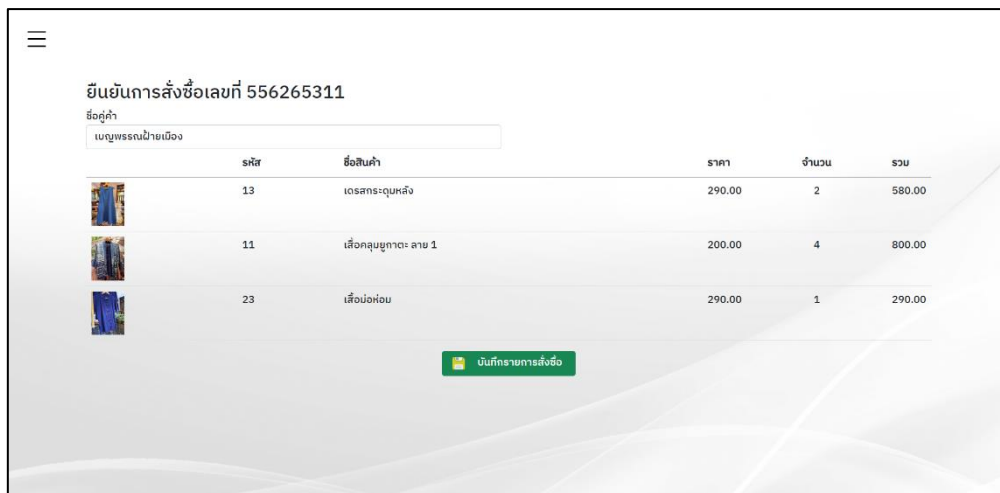 ยืนยันการสั่งซื้อเลขที่ 556265311
ชื่อคู่ค้า
เบญพรรณฝ้ายเมือง
รหัส ชื่อสินค้า ราคา จำนวน รวม
13 เดรสกระดุมหลัง 290.00 2 580.00
11 เสื้อคลุมยูกาตะ ลาย 1 200.00 4 800.00
23 เสื้อม่อห่อม 290.00 1 290.00
บันทึกรายการสั่งซื้อ